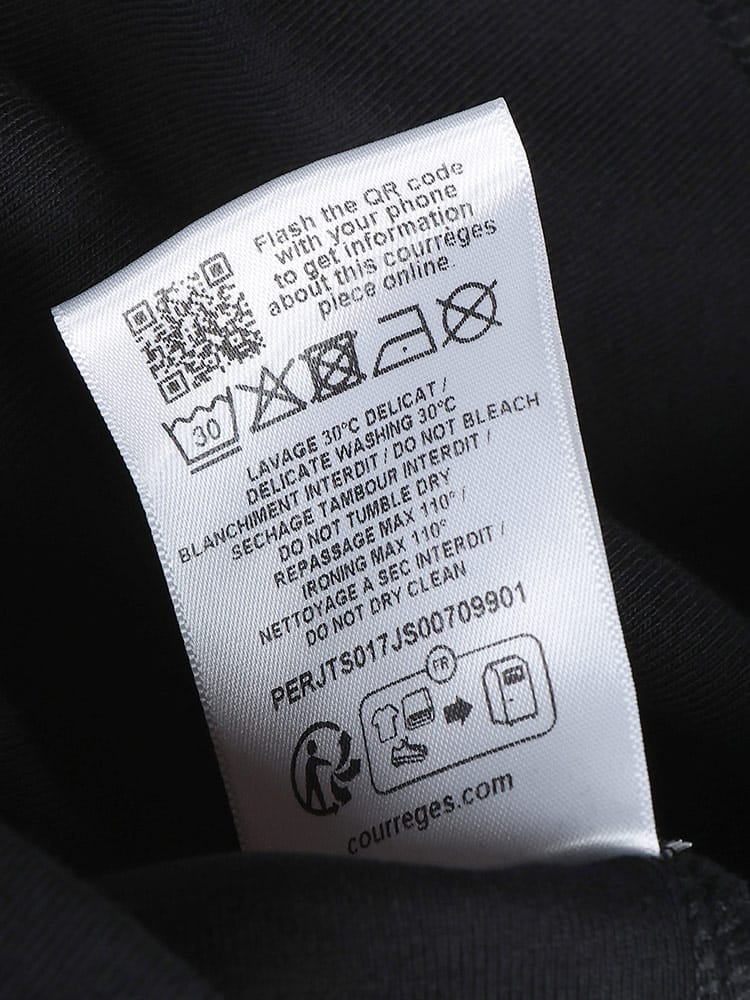 Flash the QR code
with your phone
to get information
about this courrèges
piece online.
30
LAVAGE 30°C DELICAT /
DELICATE WASHING 30°C
BLANCHIMENT INTERDIT / DO NOT BLEACH
SECHAGE TAMBOUR INTERDIT /
DO NOT TUMBLE DRY
REPASSAGE MAX 110° /
IRONING MAX 110°
NETTOYAGE A SEC INTERDIT /
DO NOT DRY CLEAN
PERJTS017JS00709901
FR
courreges.com